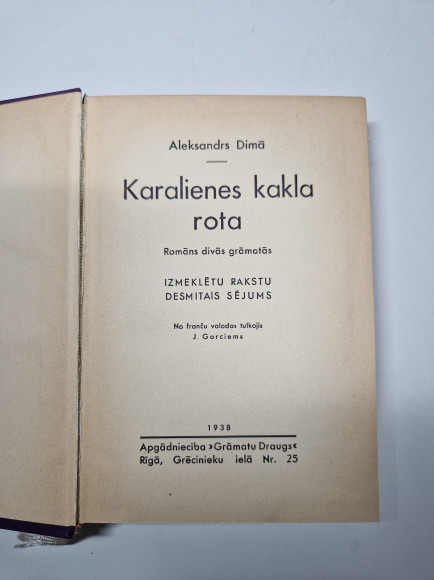 Aleksandrs Dimā
Karalienes kakla
rota
Romāns divās grāmatās
IZMEKLĒTU RAKSTU
DESMITAIS SĒJUMS
No franču valodas tulkojis
J. Garciems
1938
Apgādniecība »Grāmatu Draugs«
Rīgā, Grēcinieku ielā Nr. 25